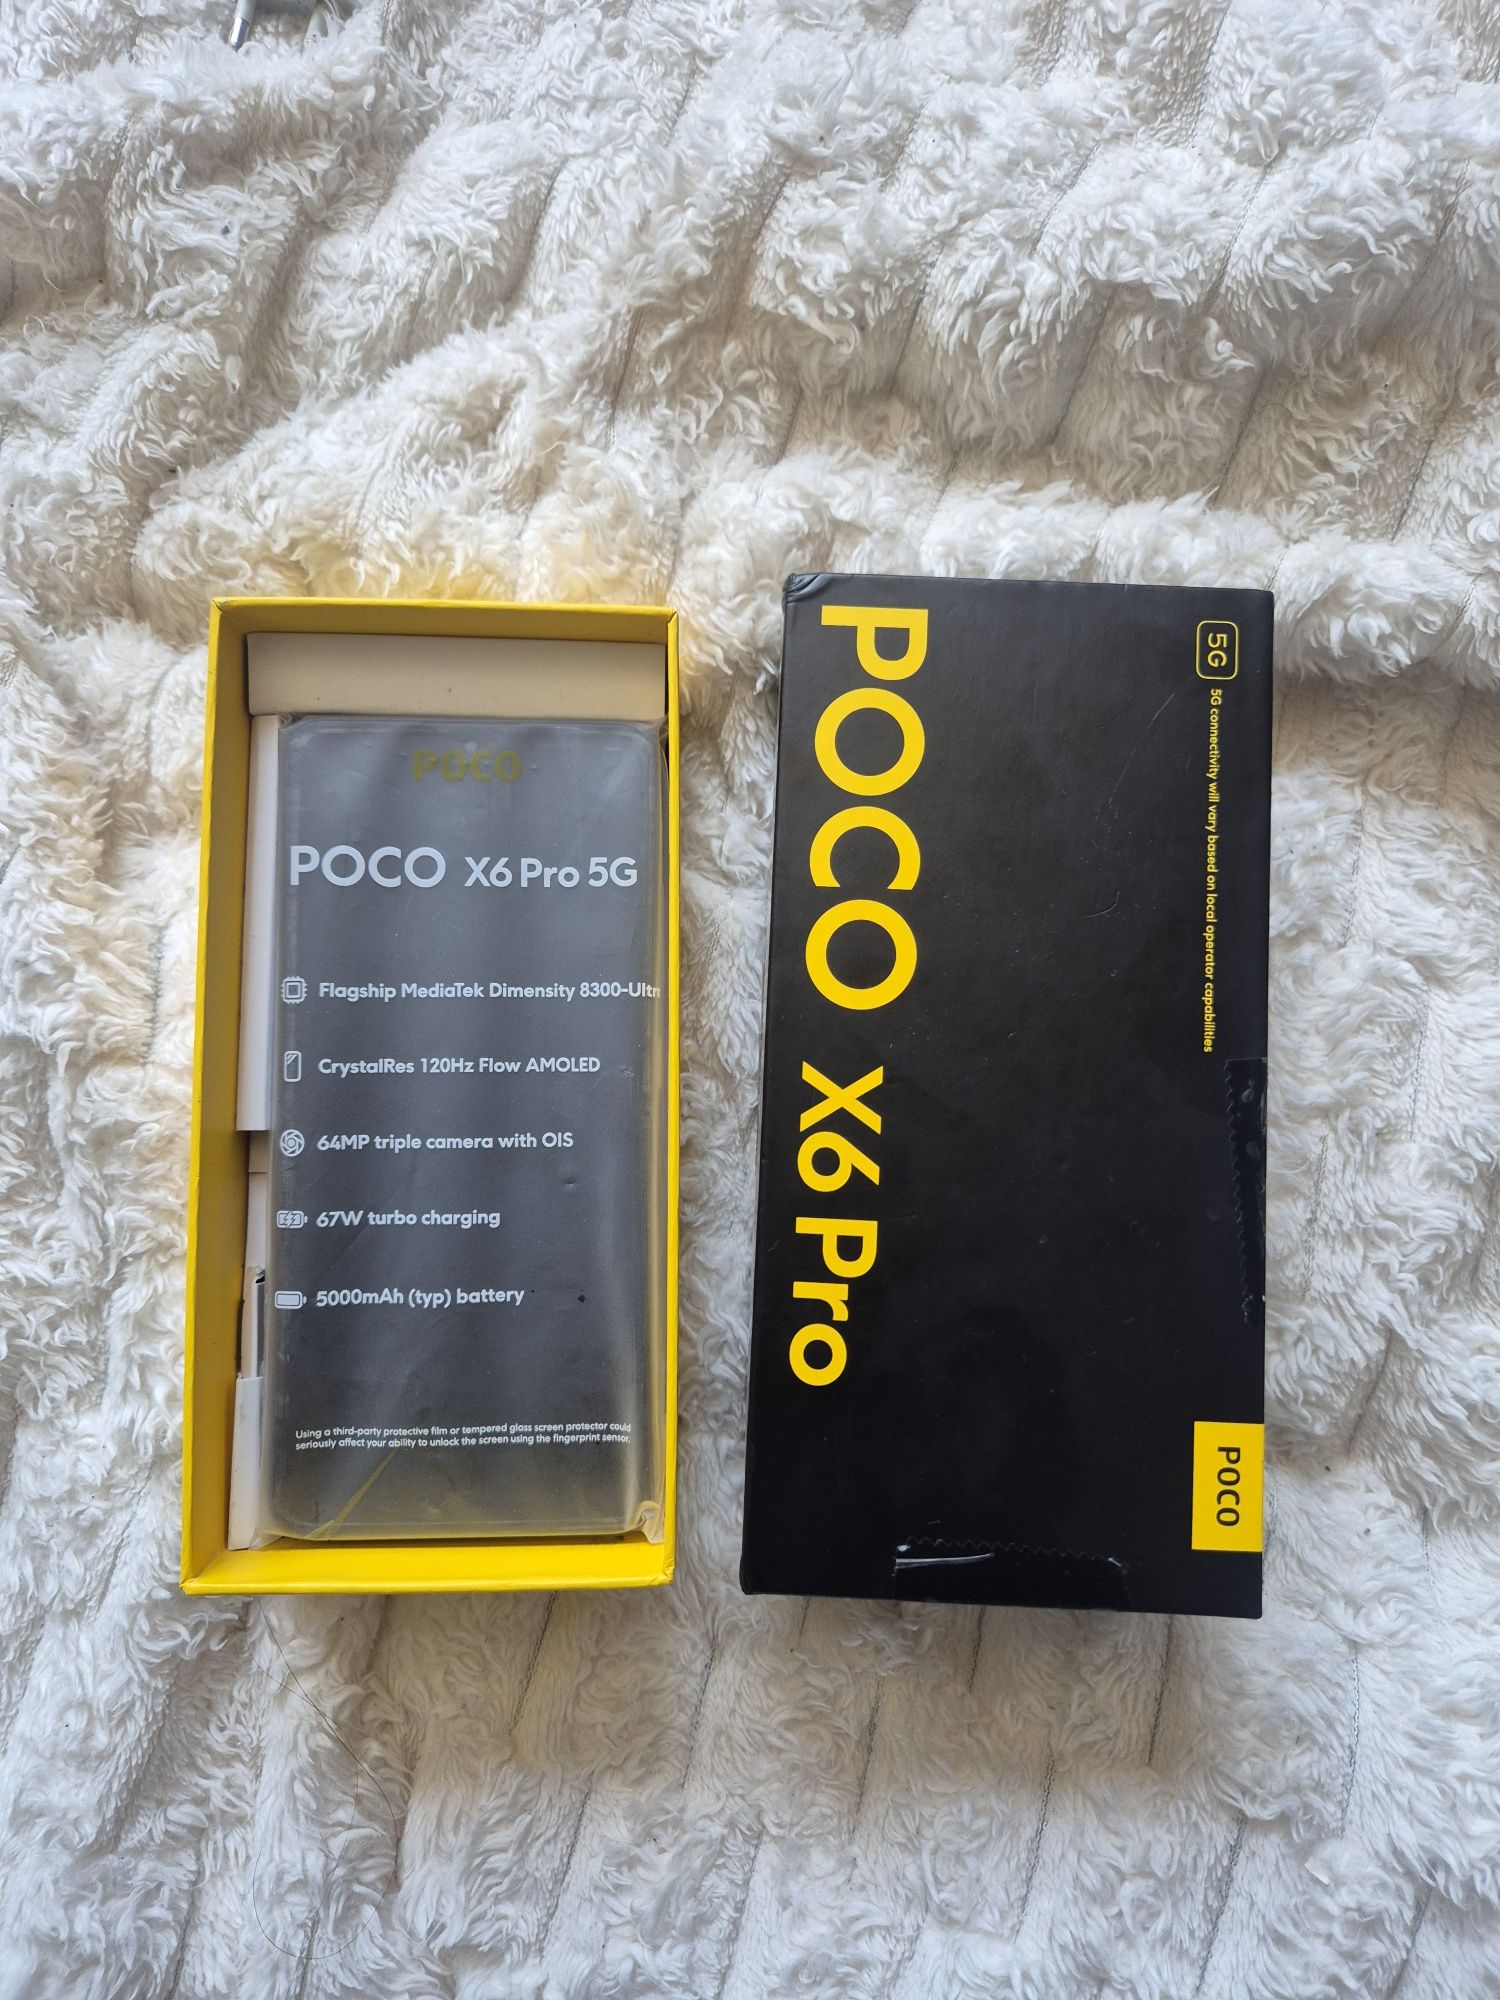 POCO
POCO X6 Pro 5G
Flagship MediaTek Dimensity 8300-Ultra
CrystalRes 120Hz Flow AMOLED
64MP triple camera with OIS
67W turbo charging
5000mAh (typ) battery
Using a third-party protective film or tempered glass screen protector could
seriously affect your ability to unlock the screen using the fingerprint sensor.
5G
5G connectivity will vary based on local operator capabilities
POCO X6 Pro
POCO